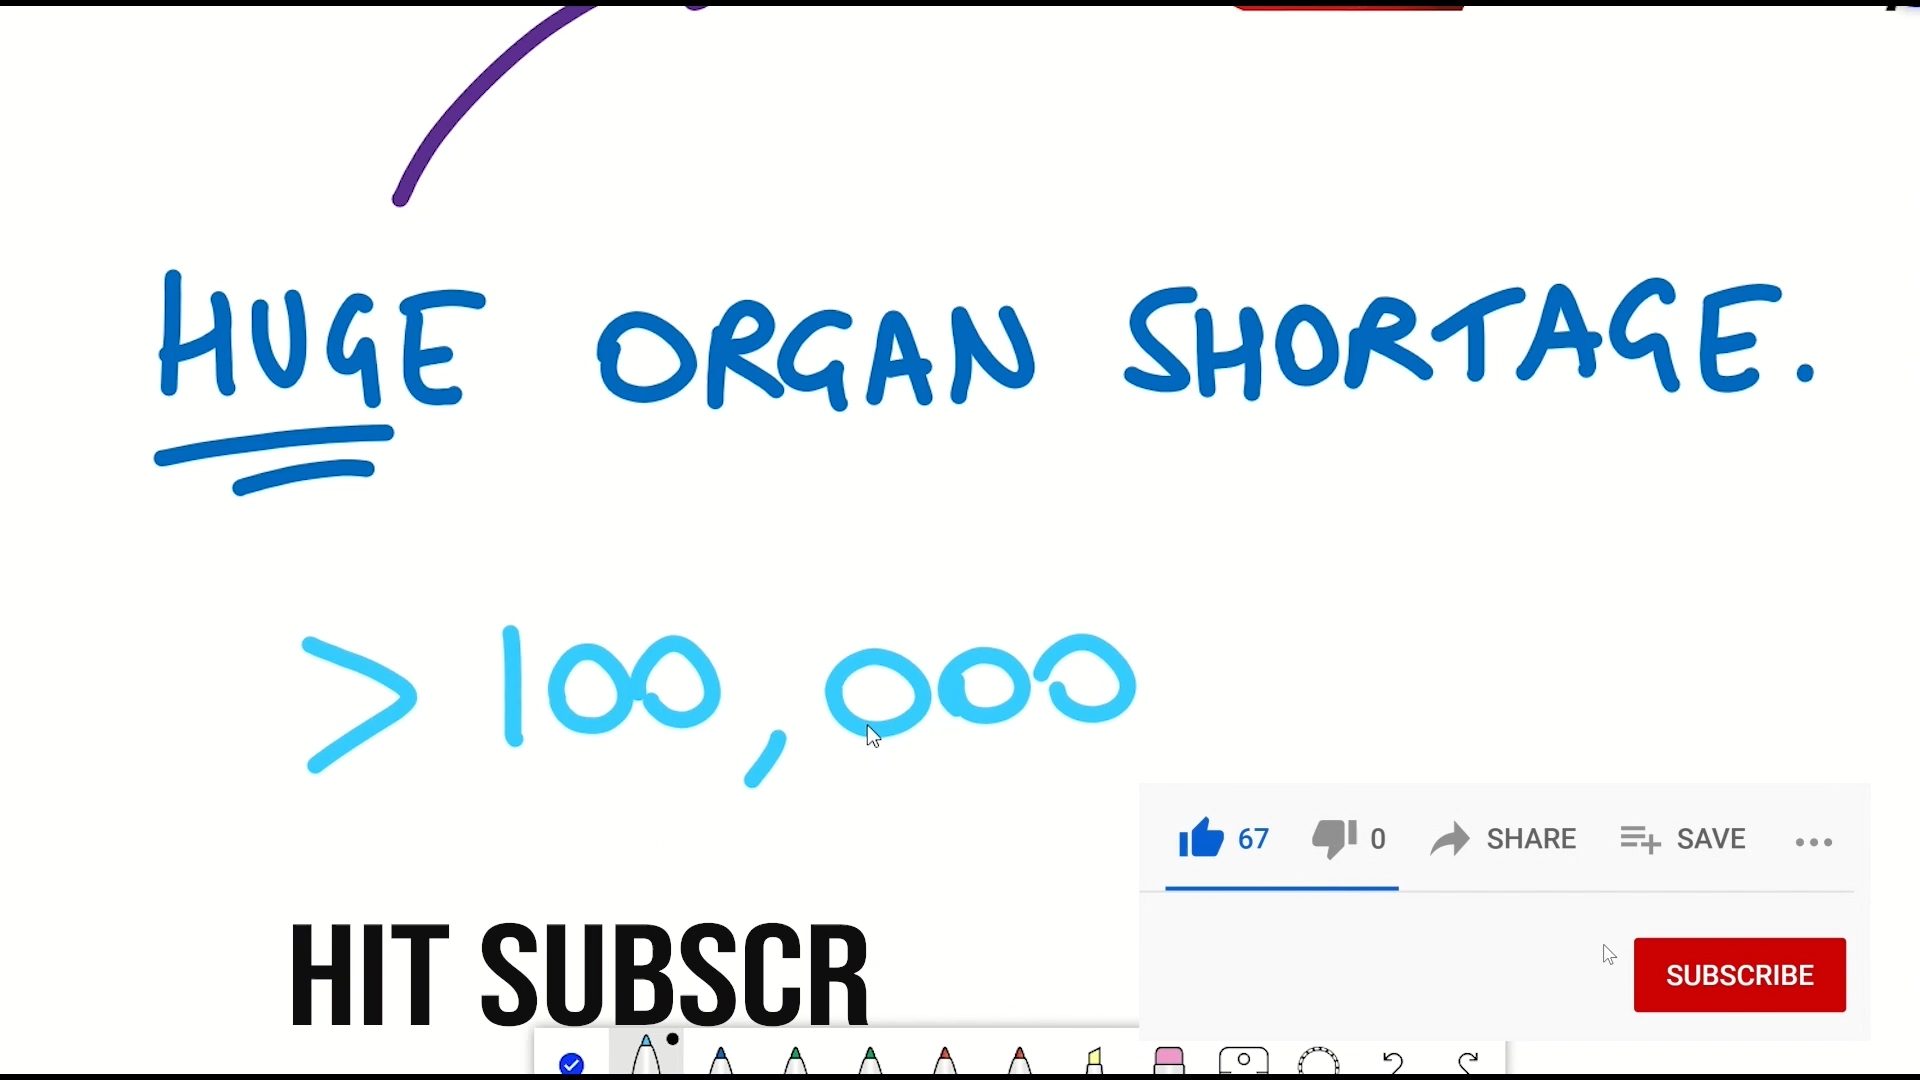 HUGE ORGAN SHORTAGE.
> 100,000
67 0 SHARE SAVE
HIT SUBSCR
SUBSCRIBE